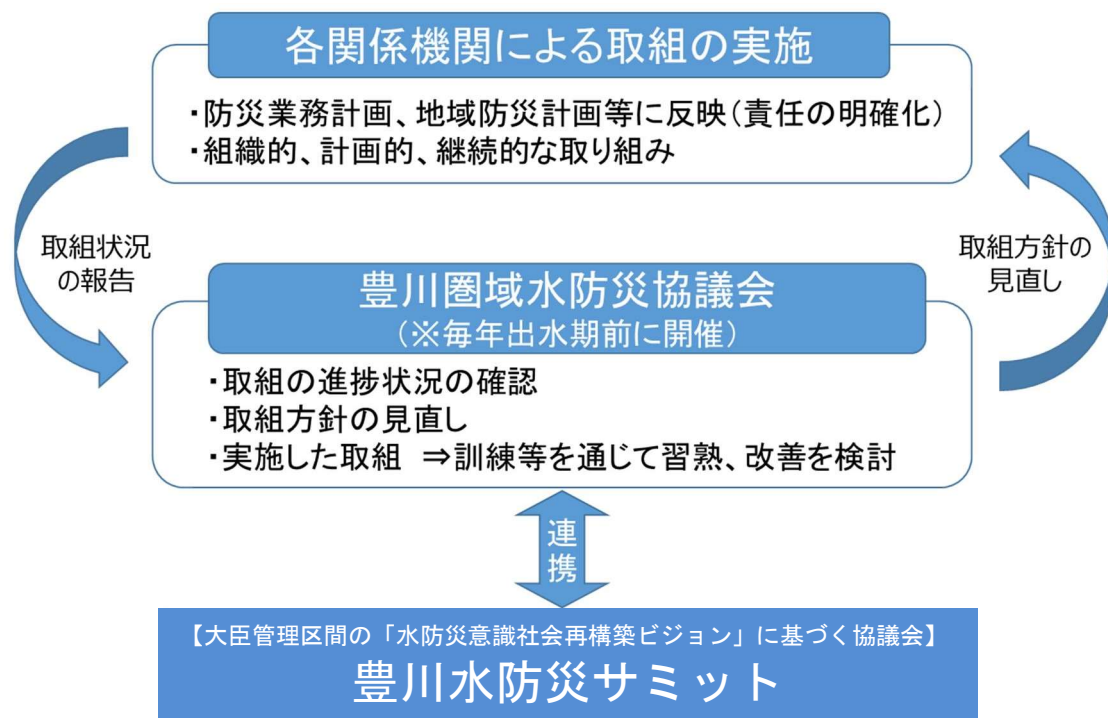 各関係機関による取組の実施
・防災業務計画、地域防災計画等に反映(責任の明確化)
・組織的、計画的、継続的な取り組み
取組状況
の報告
取組方針の
見直し
豊川圏域水防災協議会
(※毎年出水期前に開催)
・取組の進捗状況の確認
・取組方針の見直し
・実施した取組 ⇒訓練等を通じて習熟、改善を検討
連
携
【大臣管理区間の「水防災意識社会再構築ビジョン」に基づく協議会】
豊川水防災サミット